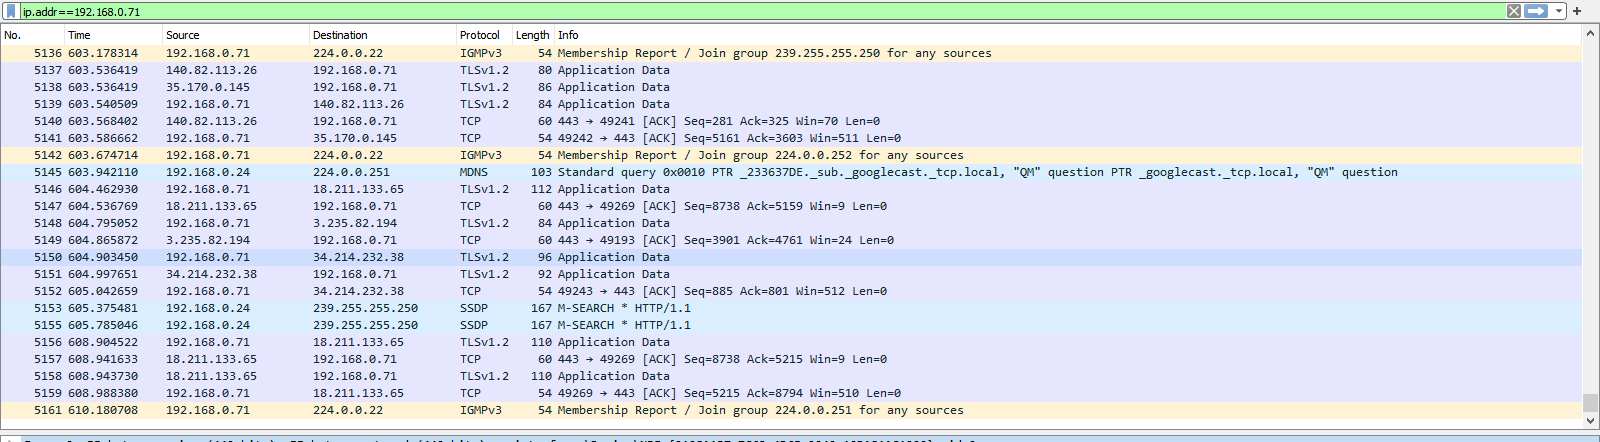 ip.addr==192.168.0.71
No. Time Source Destination Protocol Length Info
5136 603.178314 192.168.0.71 224.0.0.22 IGMPv3 54 Membership Report / Join group 239.255.255.250 for any sources
5137 603.536419 140.82.113.26 192.168.0.71 TLSv1.2 80 Application Data
5138 603.536419 35.170.0.145 192.168.0.71 TLSv1.2 86 Application Data
5139 603.540509 192.168.0.71 140.82.113.26 TLSv1.2 84 Application Data
5140 603.568402 140.82.113.26 192.168.0.71 TCP 60 443 → 49241 [ACK] Seq=281 Ack=325 Win=70 Len=0
5141 603.586662 192.168.0.71 35.170.0.145 TCP 54 49242 → 443 [ACK] Seq=5161 Ack=3603 Win=511 Len=0
5142 603.674714 192.168.0.71 224.0.0.22 IGMPv3 54 Membership Report / Join group 224.0.0.252 for any sources
5145 603.942110 192.168.0.24 224.0.0.251 MDNS 103 Standard query 0x0010 PTR _233637DE._sub._googlecast._tcp.local, "QM" question PTR _googlecast._tcp.local, "QM" question
5146 604.462930 192.168.0.71 18.211.133.65 TLSv1.2 112 Application Data
5147 604.536769 18.211.133.65 192.168.0.71 TCP 60 443 → 49269 [ACK] Seq=8738 Ack=5159 Win=9 Len=0
5148 604.795052 192.168.0.71 3.235.82.194 TLSv1.2 84 Application Data
5149 604.865872 3.235.82.194 192.168.0.71 TCP 60 443 → 49193 [ACK] Seq=3901 Ack=4761 Win=24 Len=0
5150 604.903450 192.168.0.71 34.214.232.38 TLSv1.2 96 Application Data
5151 604.997651 34.214.232.38 192.168.0.71 TLSv1.2 92 Application Data
5152 605.042659 192.168.0.71 34.214.232.38 TCP 54 49243 → 443 [ACK] Seq=885 Ack=801 Win=512 Len=0
5153 605.375481 192.168.0.24 239.255.255.250 SSDP 167 M-SEARCH * HTTP/1.1
5155 605.785046 192.168.0.24 239.255.255.250 SSDP 167 M-SEARCH * HTTP/1.1
5156 608.904522 192.168.0.71 18.211.133.65 TLSv1.2 110 Application Data
5157 608.941633 18.211.133.65 192.168.0.71 TCP 60 443 → 49269 [ACK] Seq=8738 Ack=5215 Win=9 Len=0
5158 608.943730 18.211.133.65 192.168.0.71 TLSv1.2 110 Application Data
5159 608.988380 192.168.0.71 18.211.133.65 TCP 54 49269 → 443 [ACK] Seq=5215 Ack=8794 Win=510 Len=0
5161 610.180708 192.168.0.71 224.0.0.22 IGMPv3 54 Membership Report / Join group 224.0.0.251 for any sources